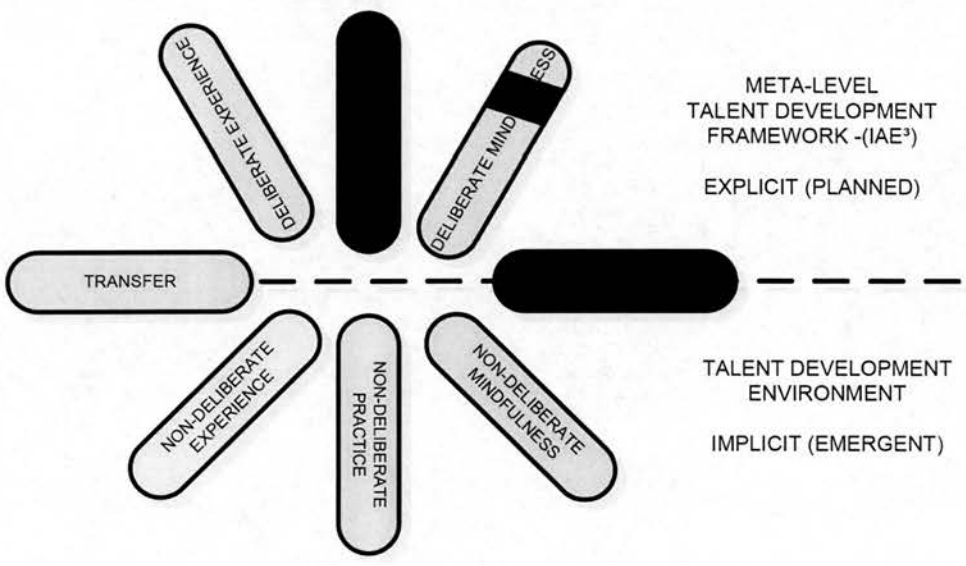 DELIBERATE EXPERIENCE
DELIBERATE MIND
ESS
META-LEVEL
TALENT DEVELOPMENT
FRAMEWORK -(IAE³)
EXPLICIT (PLANNED)
TRANSFER
NON-DELIBERATE
EXPERIENCE
NON-DELIBERATE
PRACTICE
NON-DELIBERATE
MINDFULNESS
TALENT DEVELOPMENT
ENVIRONMENT
IMPLICIT (EMERGENT)